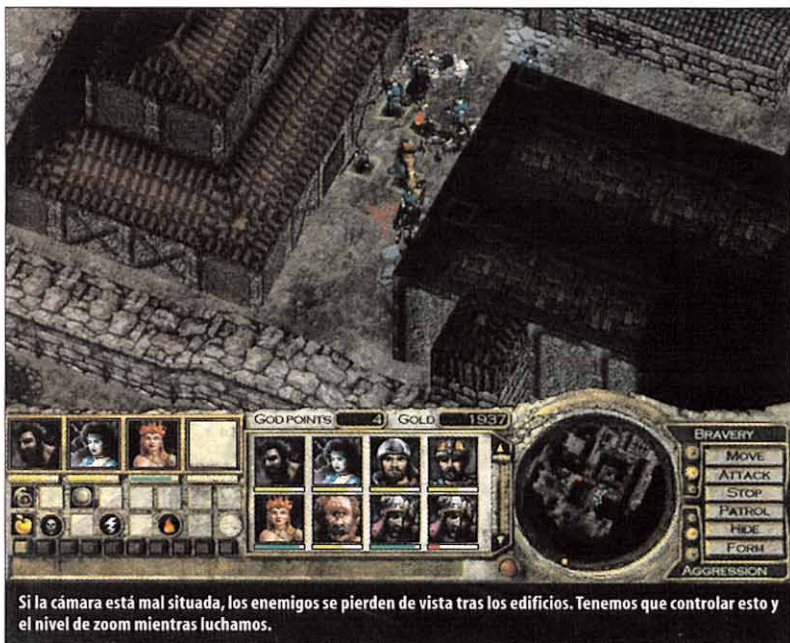 GOD POINTS 4 GOLD 1937
BRAVERY
MOVE
ATTACK
STOP
PATROL
HIDE
FORM
AGGRESSION
Si la cámara está mal situada, los enemigos se pierden de vista tras los edificios. Tenemos que controlar esto y
el nivel de zoom mientras luchamos.